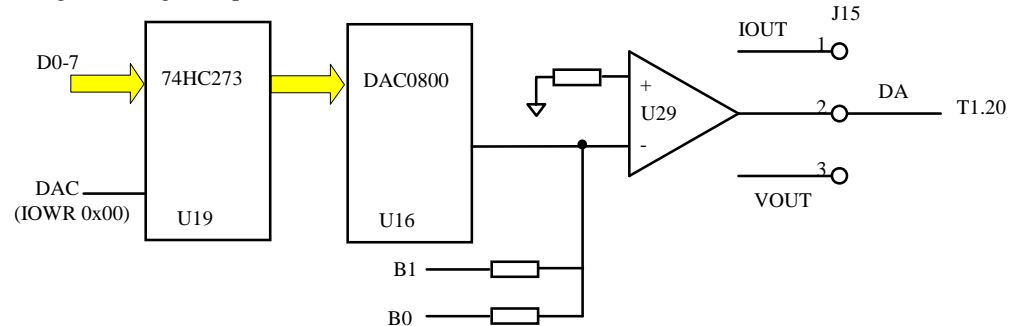 J15
IOUT
1
D0-7
74HC273
DAC0800
+
U29
-
2
DA
T1.20
3
VOUT
DAC
(IOWR 0x00)
U19
U16
B1
B0